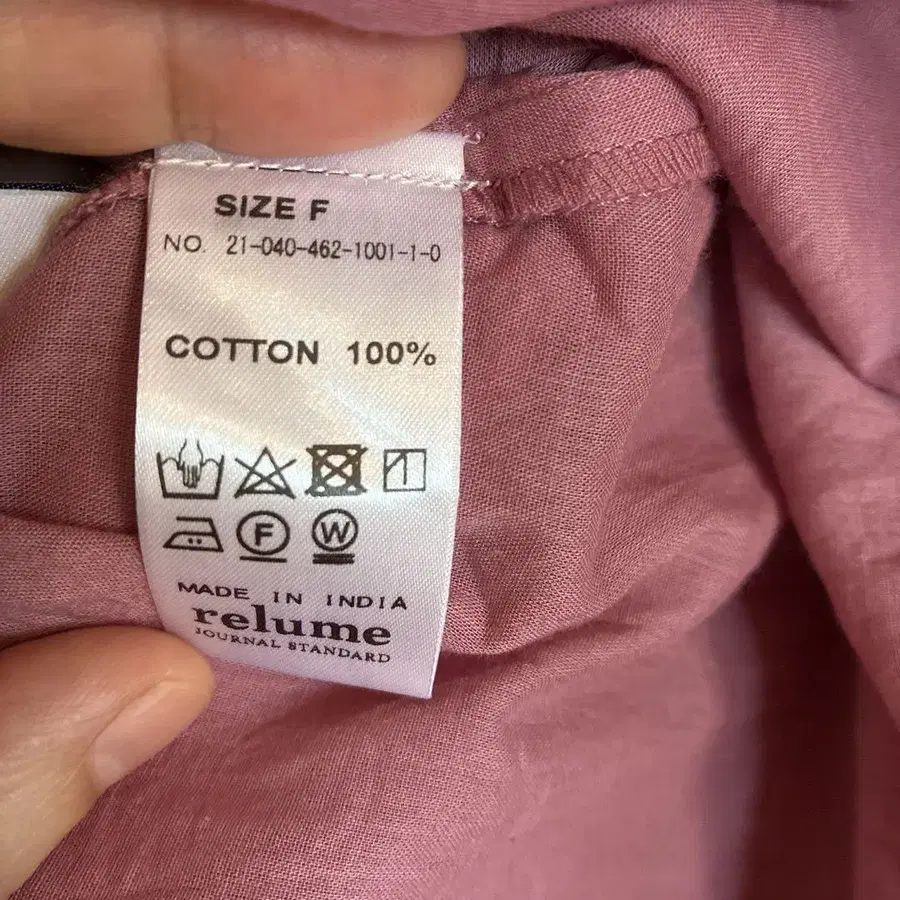 SIZE F
NO. 21-040-462-1001-1-0
COTTON 100%
F W
MADE IN INDIA
relume
JOURNAL STANDARD